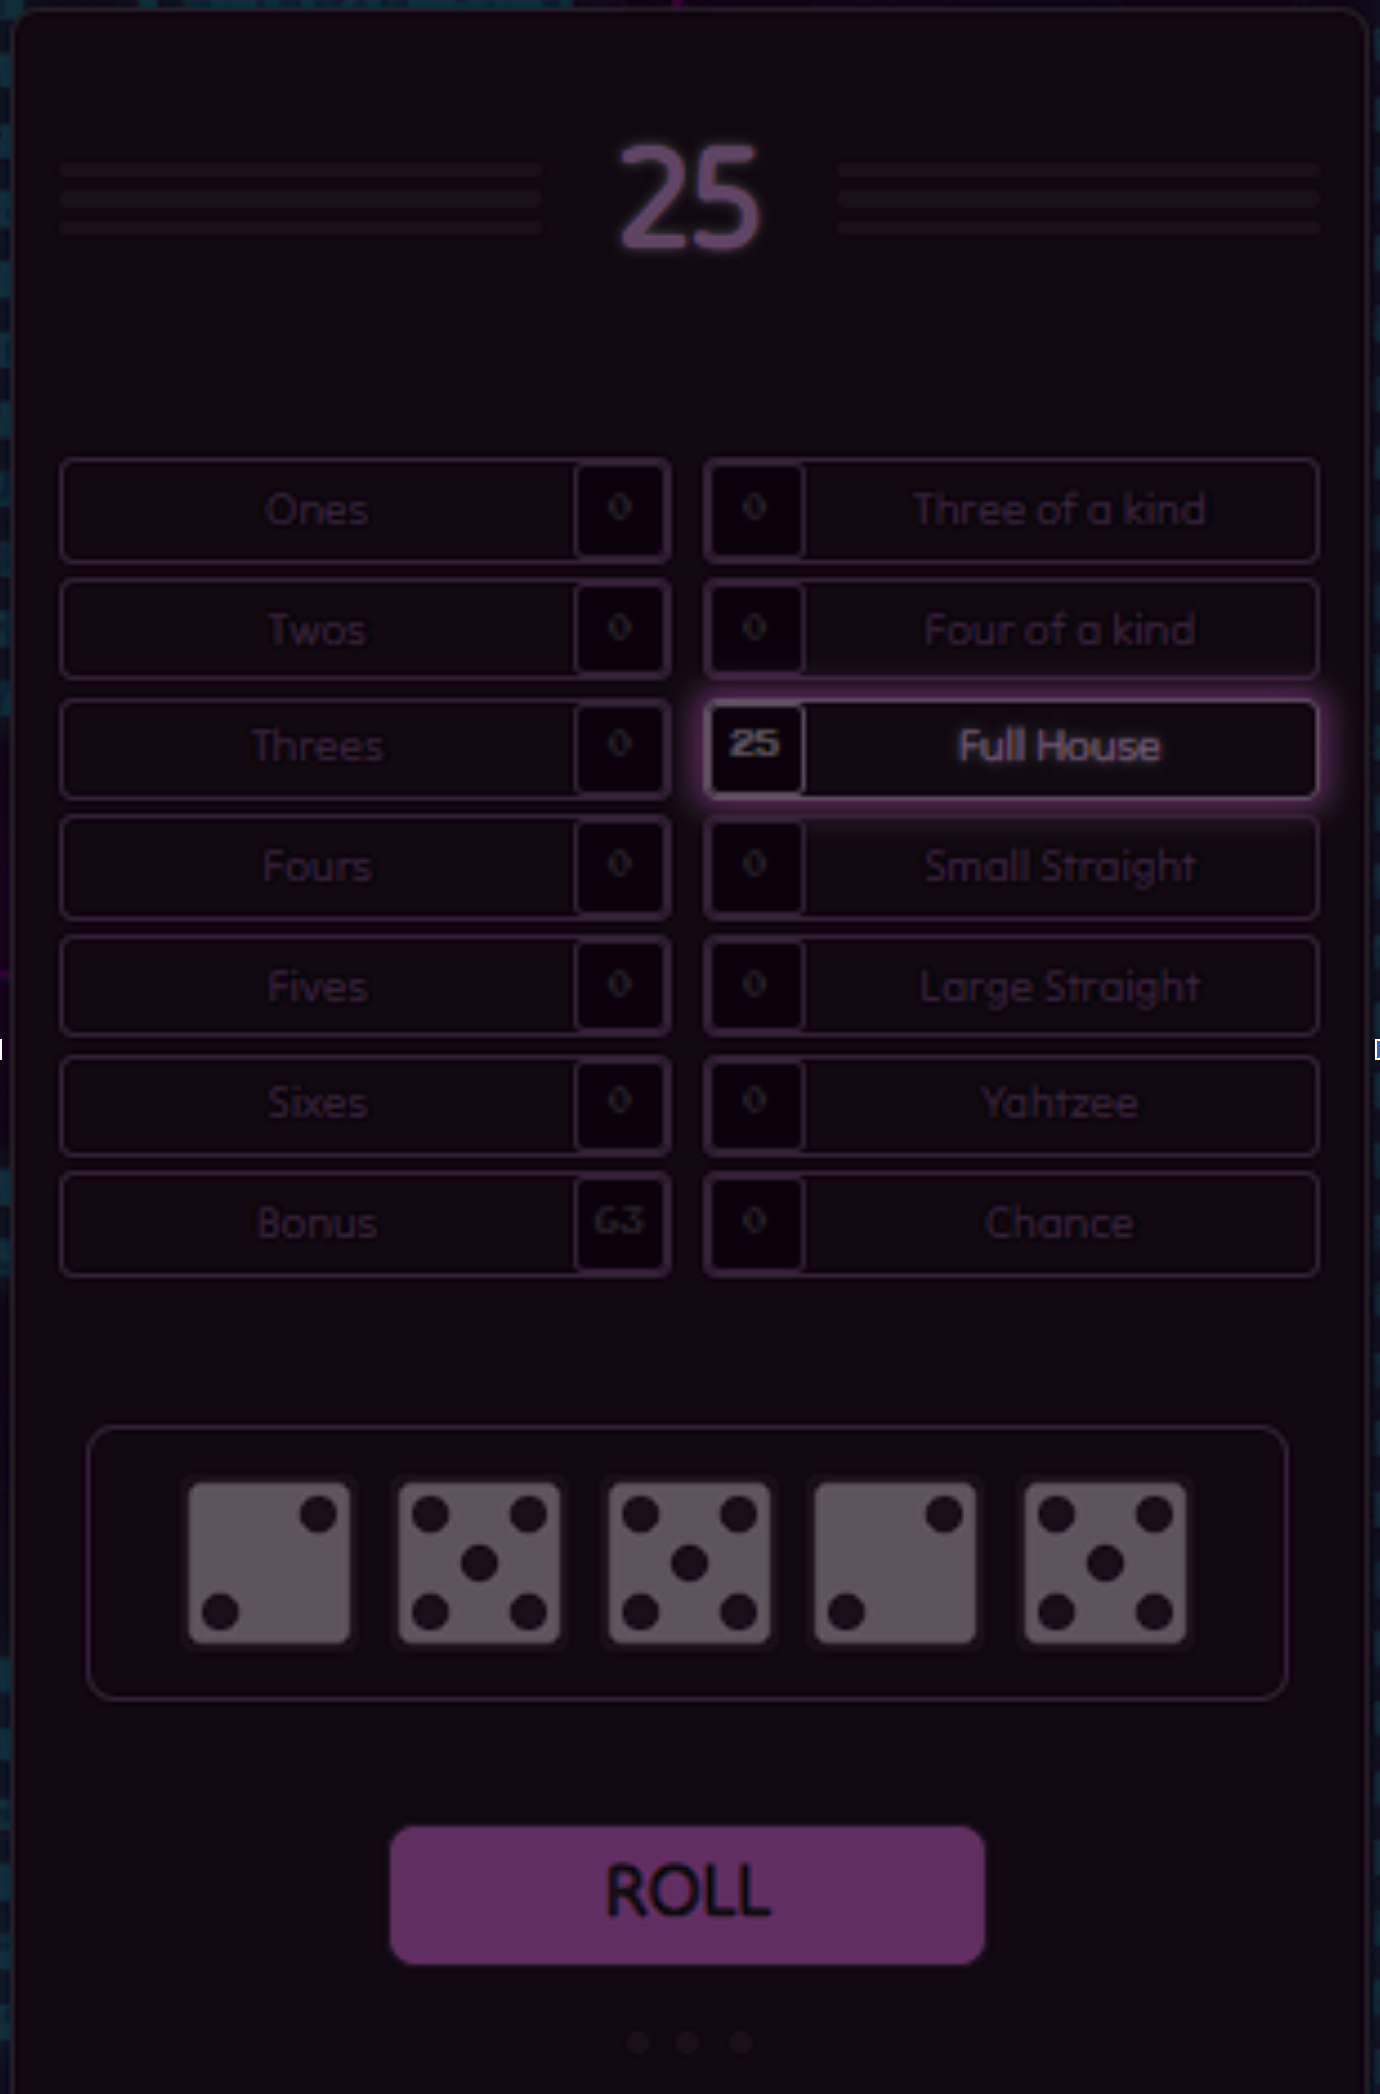 25
Ones 0 0 Three of a kind
Twos 0 0 Four of a kind
Threes 0 25 Full House
Fours 0 0 Small Straight
Fives 0 0 Large Straight
Sixes 0 0 Yahtzee
Bonus 63 0 Chance
ROLL